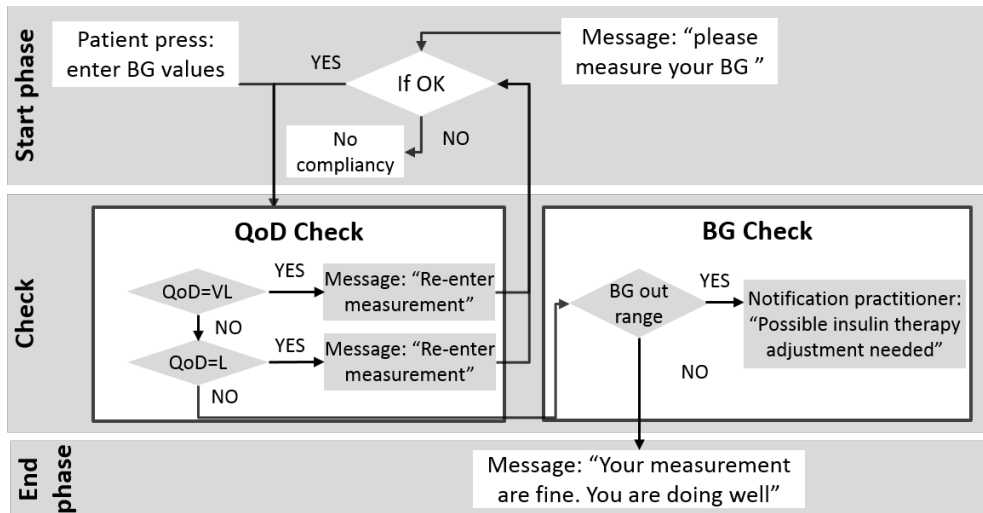 Start phase
Patient press:
enter BG values
YES
If OK
Message: “please
measure your BG ”
NO
No
compliancy
Check
QoD Check
QoD=VL
YES
Message: “Re-enter
measurement”
NO
QoD=L
YES
Message: “Re-enter
measurement”
NO
BG Check
BG out
range
YES
Notification practitioner:
“Possible insulin therapy
adjustment needed”
NO
End
phase
Message: “Your measurement
are fine. You are doing well”